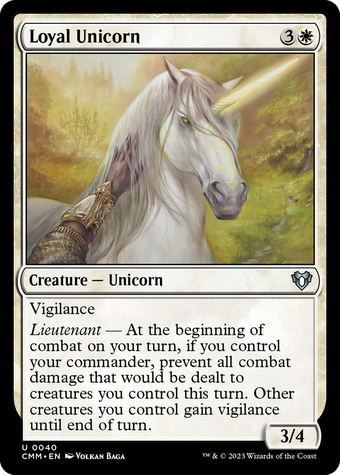 Loyal Unicorn 3
Creature — Unicorn
Vigilance
Lieutenant — At the beginning of
combat on your turn, if you control
your commander, prevent all combat
damage that would be dealt to
creatures you control this turn. Other
creatures you control gain vigilance
until end of turn.
3/4
U 0040
CMM • EN Volkan Baga
™ & © 2023 Wizards of the Coast